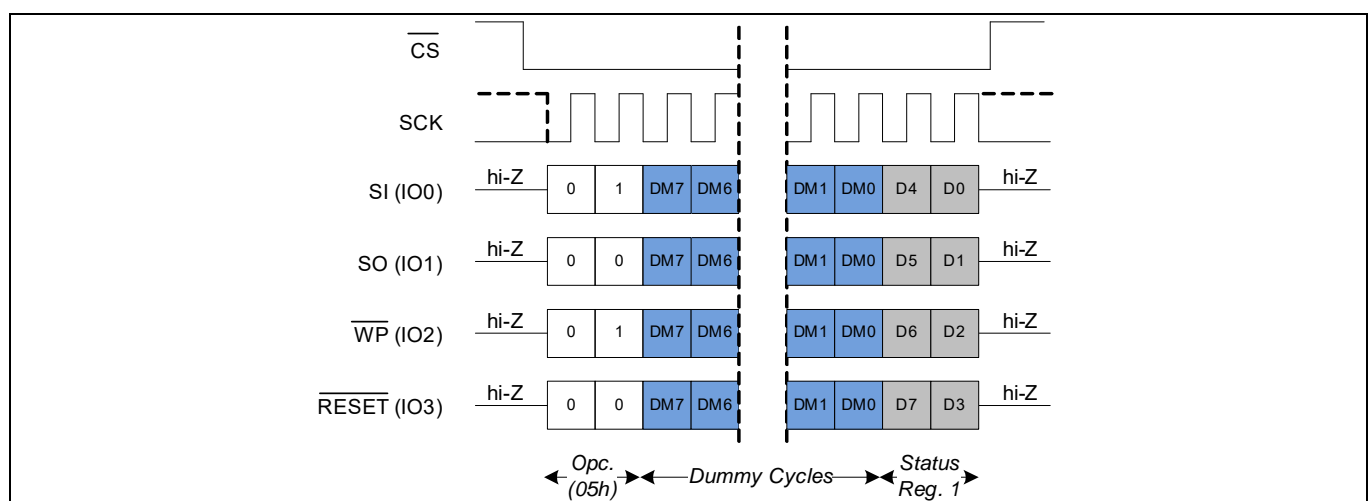 CS
SCK
SI (IO0) hi-Z 0 1 DM7 DM6 DM1 DM0 D4 D0 hi-Z
SO (IO1) hi-Z 0 0 DM7 DM6 DM1 DM0 D5 D1 hi-Z
WP (IO2) hi-Z 0 1 DM7 DM6 DM1 DM0 D6 D2 hi-Z
RESET (IO3) hi-Z 0 0 DM7 DM6 DM1 DM0 D7 D3 hi-Z
Opc. Dummy Cycles Status
(05h) Reg. 1